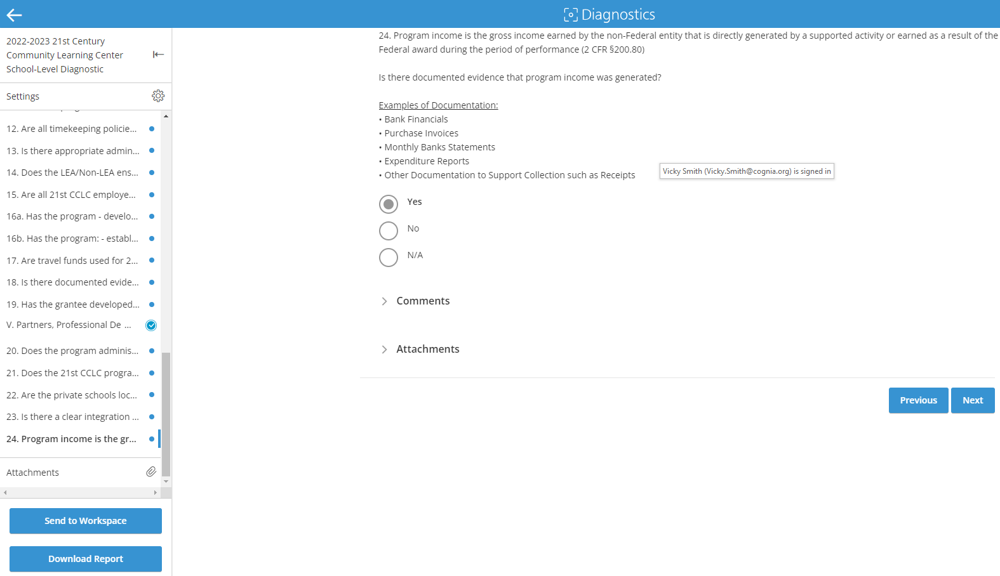 Diagnostics
2022-2023 21st Century
Community Learning Center
School-Level Diagnostic
Settings
12. Are all timekeeping policie...
13. Is there appropriate admin...
14. Does the LEA/Non-LEA ens...
15. Are all 21st CCLC employe...
16a. Has the program - develo...
16b. Has the program: - establ...
17. Are travel funds used for 2...
18. Is there documented evide...
19. Has the grantee developed...
V. Partners, Professional De ...
20. Does the program adminis...
21. Does the 21st CCLC progra...
22. Are the private schools loc...
23. Is there a clear integration ...
24. Program income is the gr...
Attachments
Send to Workspace
Download Report
24. Program income is the gross income earned by the non-Federal entity that is directly generated by a supported activity or earned as a result of the
Federal award during the period of performance (2 CFR §200.80)
Is there documented evidence that program income was generated?
Examples of Documentation:
• Bank Financials
• Purchase Invoices
• Monthly Banks Statements
• Expenditure Reports
• Other Documentation to Support Collection such as Receipts
Vicky Smith (Vicky.Smith@cognia.org) is signed in
Yes
No
N/A
Comments
Attachments
Previous
Next